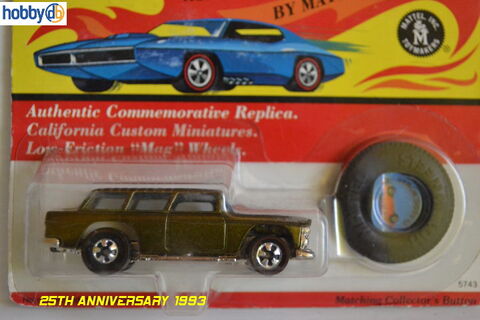 hobbydb
BY MAT
MATTEL, INC.
TOYMAKERS
Authentic Commemorative Replica.
California Custom Miniatures.
Low-Friction "Mag" Wheels.
5743
Matching Collector's Button
25TH ANNIVERSARY 1993